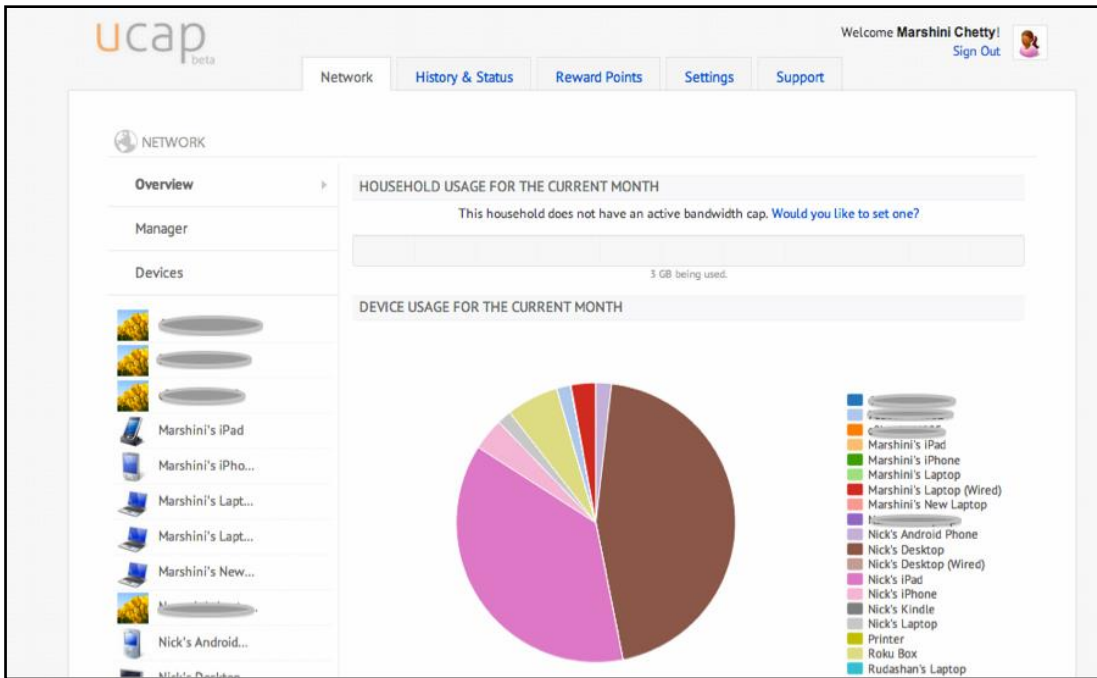 ucap
beta
Welcome Marshini Chetty!
Sign Out
Network
History & Status
Reward Points
Settings
Support
NETWORK
Overview
Manager
Devices
Marshini's iPad
Marshini's iPho...
Marshini's Lapt...
Marshini's Lapt...
Marshini's New...
Nick's Android...
Nick's Desktop
HOUSEHOLD USAGE FOR THE CURRENT MONTH
This household does not have an active bandwidth cap. Would you like to set one?
3 GB being used.
DEVICE USAGE FOR THE CURRENT MONTH
Marshini's iPad
Marshini's iPhone
Marshini's Laptop
Marshini's Laptop (Wired)
Marshini's New Laptop
Nick's Android Phone
Nick's Desktop
Nick's Desktop (Wired)
Nick's iPad
Nick's iPhone
Nick's Kindle
Nick's Laptop
Printer
Roku Box
Rudashan's Laptop